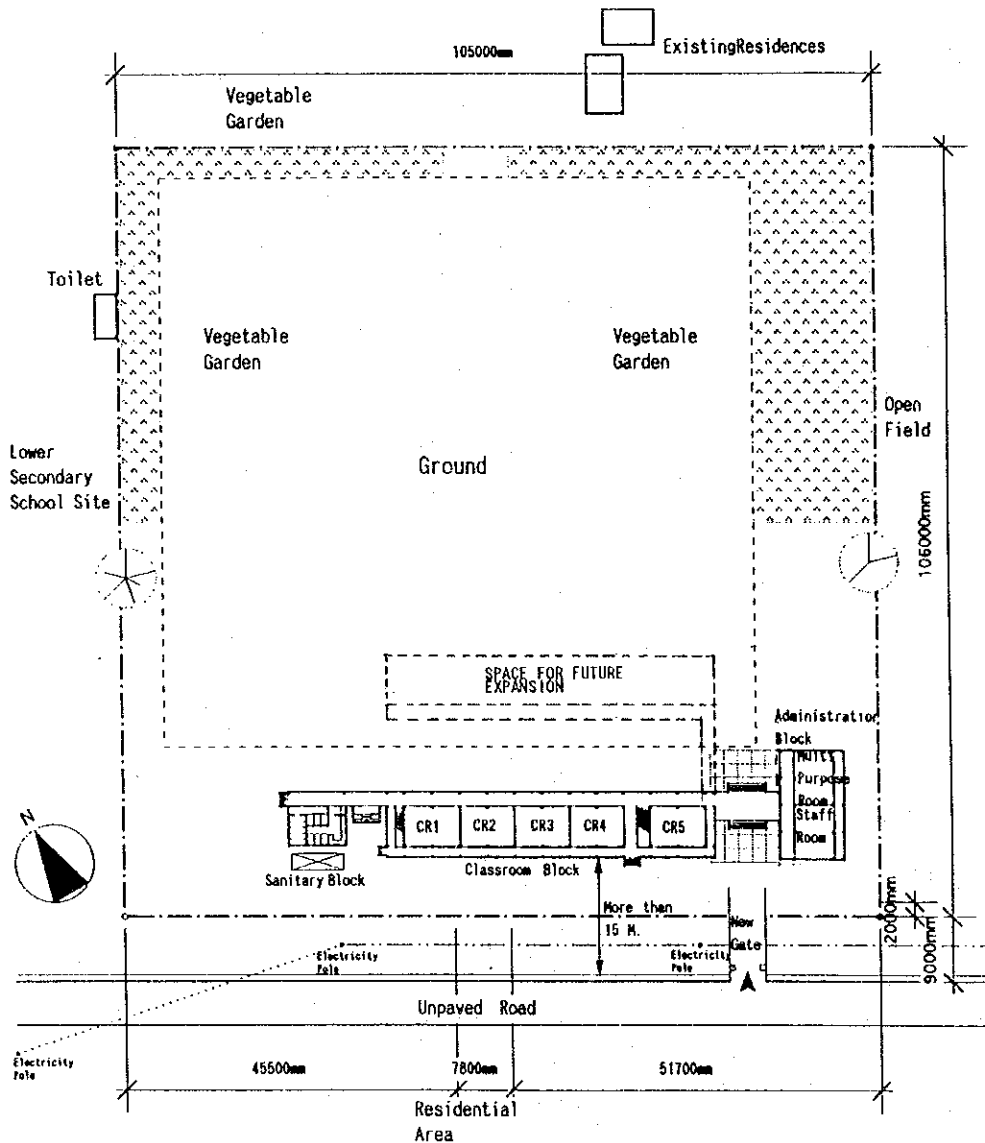 105000mm
ExistingResidences
Vegetable
Garden
Toilet
Vegetable
Garden
Vegetable
Garden
Open
Field
Lower
Secondary
School Site
Ground
106000mm
SPACE FOR FUTURE
EXPANSION
Administration
Block
Multi
Purpose
Room
Staff
Room
N
CR1
CR2
CR3
CR4
CR5
Sanitary Block
Classroom Block
More than
15 M.
New
Gate
2000mm
9000mm
Electricity
Pole
Electricity
Pole
Unpaved Road
Electricity
Pole
45500mm
7800mm
51700mm
Residential
Area